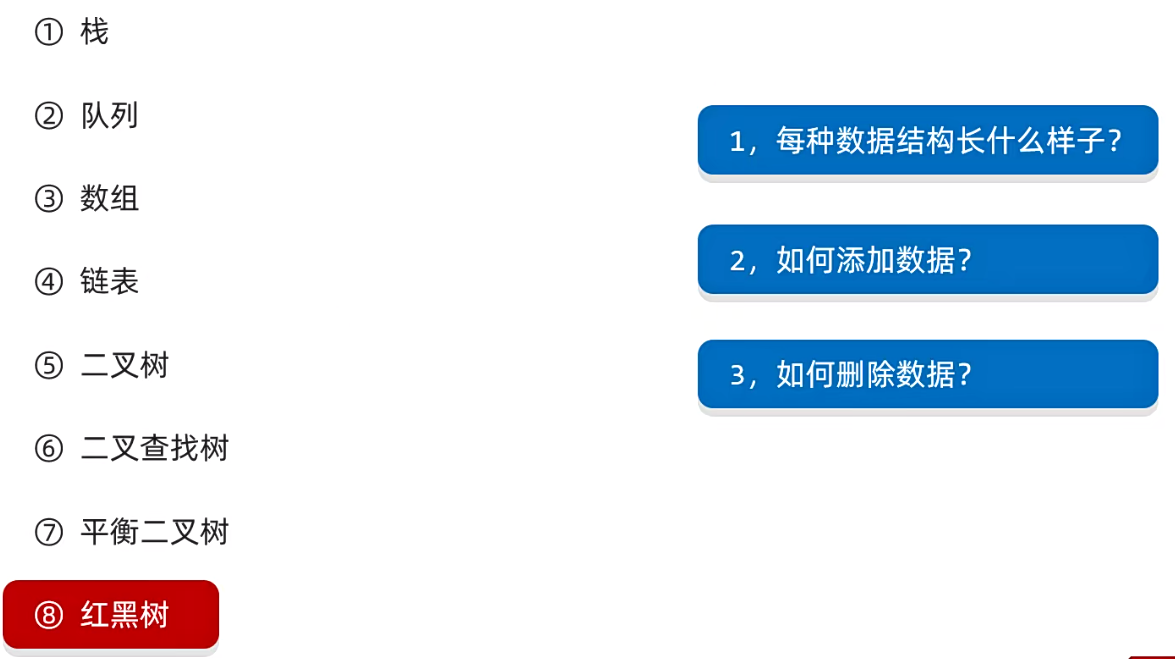 ① 栈
② 队列
③ 数组
④ 链表
⑤ 二叉树
⑥ 二叉查找树
⑦ 平衡二叉树
⑧ 红黑树
1，每种数据结构长什么样子？
2，如何添加数据？
3，如何删除数据？